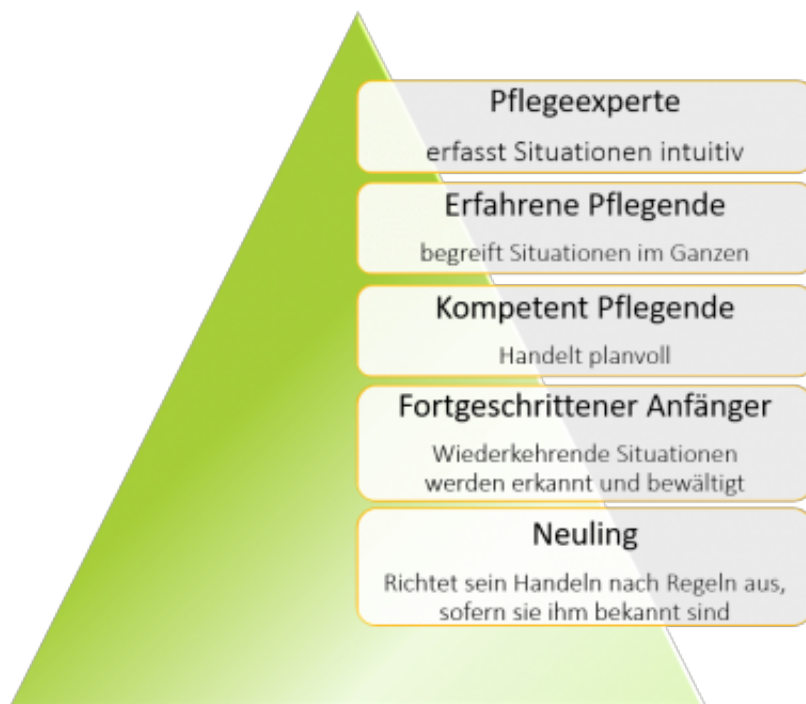 Pflegeexperte
erfasst Situationen intuitiv
Erfahrene Pflegende
begreift Situationen im Ganzen
Kompetent Pflegende
Handelt planvoll
Fortgeschrittener Anfänger
Wiederkehrende Situationen
werden erkannt und bewältigt
Neuling
Richtet sein Handeln nach Regeln aus,
sofern sie ihm bekannt sind